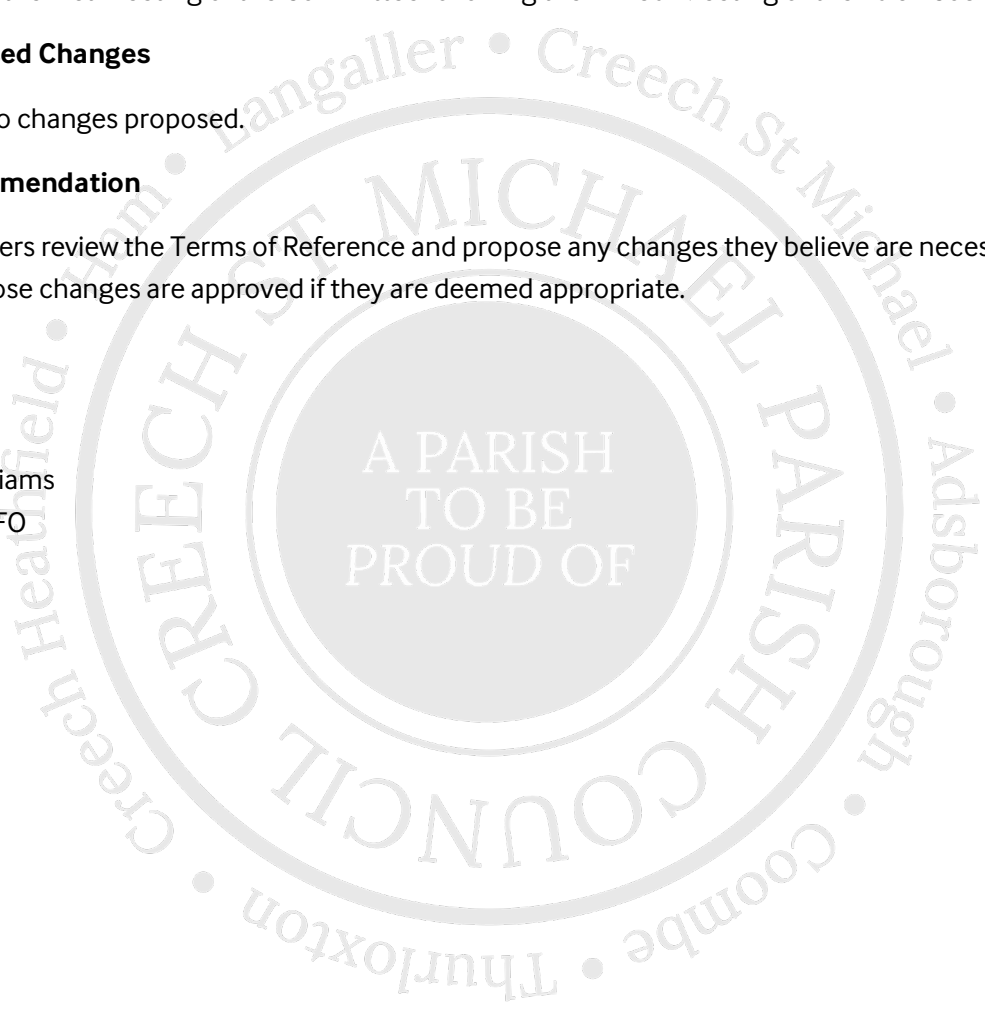 ed Changes
o changes proposed.
mendation
ers review the Terms of Reference and propose any changes they believe are neces
ose changes are approved if they are deemed appropriate.
iams
FO
Creech Heathfield • Ham • Langaller • Creech St Michael • Adsborough • Coombe • Thurloxton •
CREECH ST MICHAEL PARISH COUNCIL
A PARISH
TO BE
PROUD OF